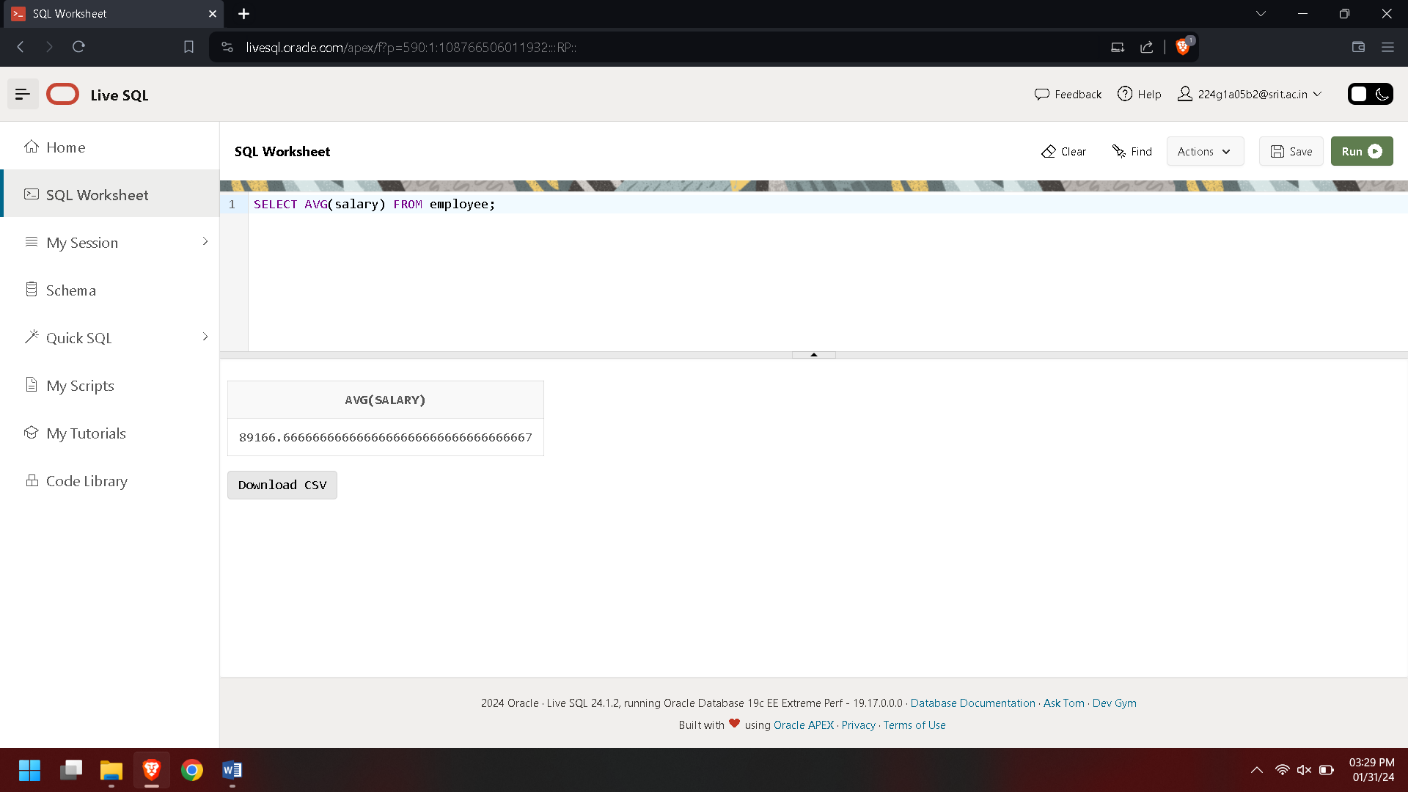 SQL Worksheet
livesql.oracle.com/apex/f?p=590:1:108766506011932:::RP::
1
Live SQL
Feedback
Help
224g1a05b2@srit.ac.in
Home
SQL Worksheet
My Session
Schema
Quick SQL
My Scripts
My Tutorials
Code Library
SQL Worksheet
Clear
Find
Actions
Save
Run
1 SELECT AVG(salary) FROM employee;
AVG(SALARY)
Download CSV
2024 Oracle · Live SQL 24.1.2, running Oracle Database 19c EE Extreme Perf - 19.17.0.0.0 · Database Documentation · Ask Tom · Dev Gym
Built with ❤ using Oracle APEX · Privacy · Terms of Use
03:29 PM
01/31/24